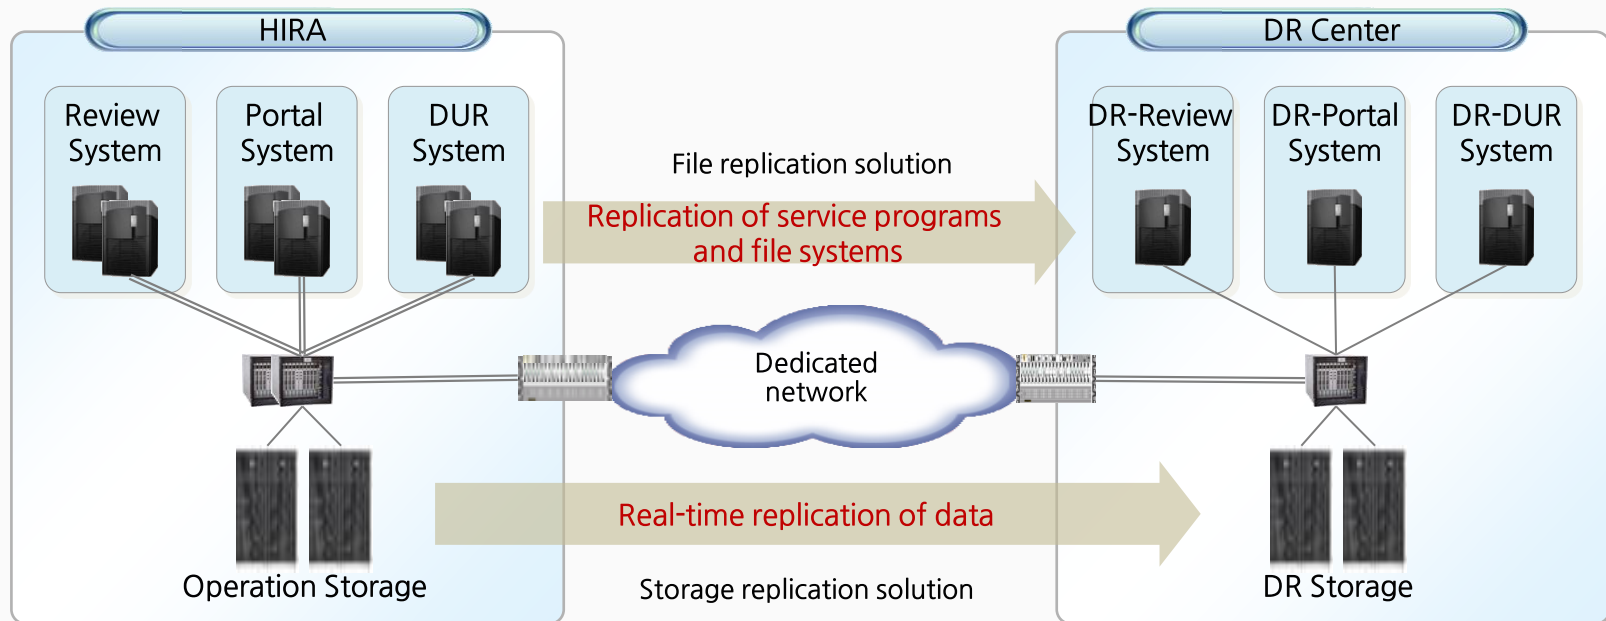 HIRA
Review
System
Portal
System
DUR
System
File replication solution
Replication of service programs
and file systems
Dedicated
network
Real-time replication of data
Storage replication solution
Operation Storage
DR Center
DR-Review
System
DR-Portal
System
DR-DUR
System
DR Storage